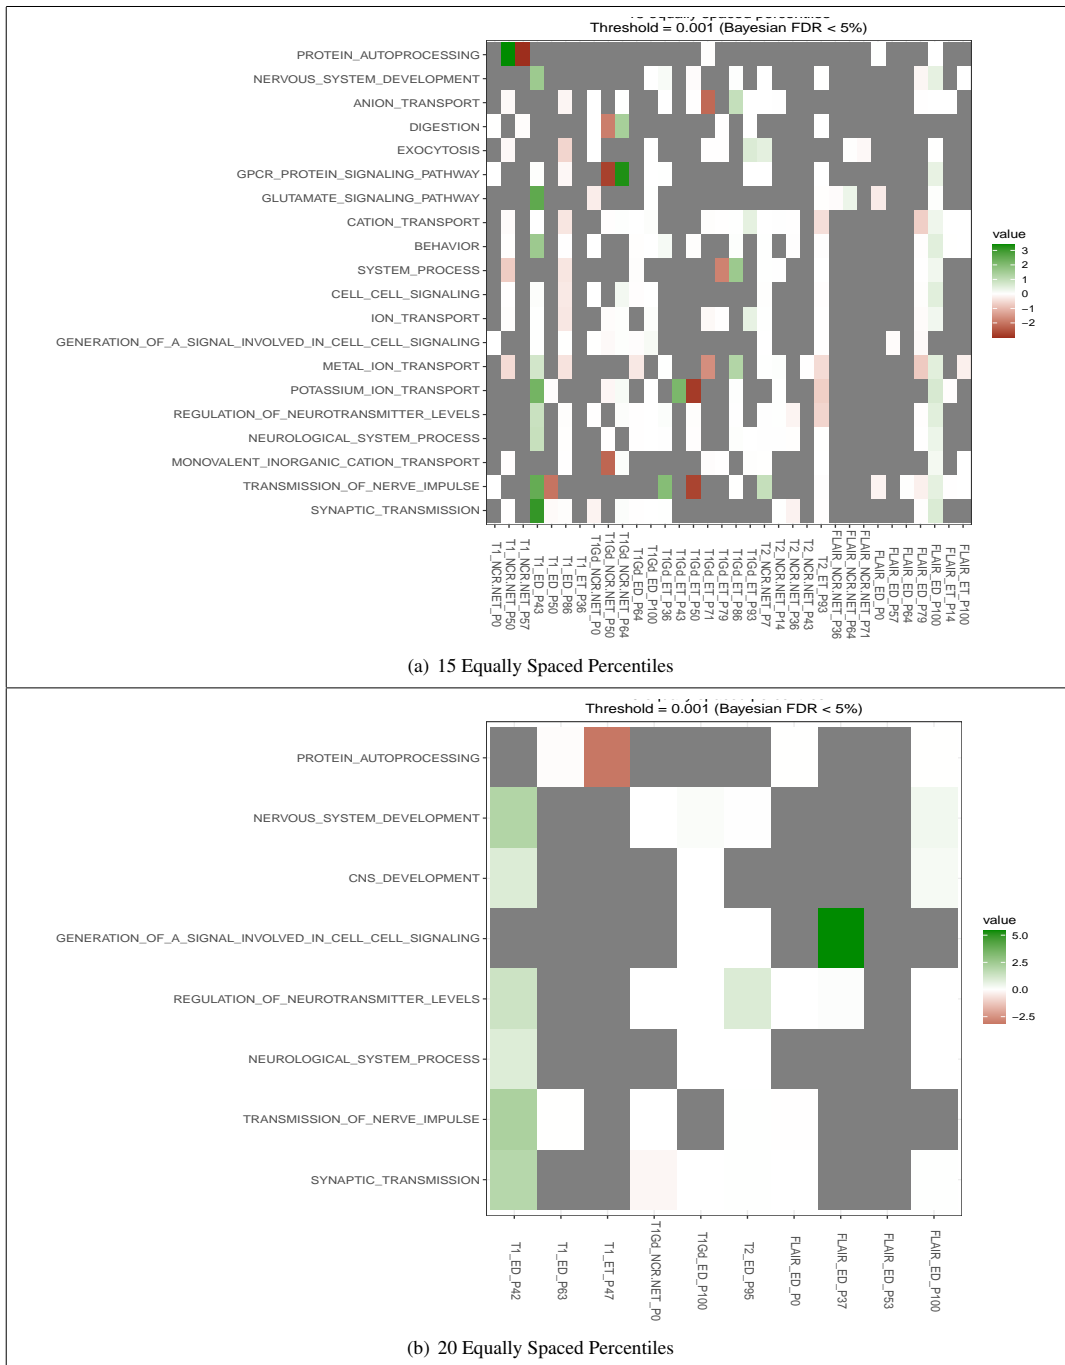 15 equally spaced percentiles
Threshold = 0.001 (Bayesian FDR < 5%)
PROTEIN_AUTOPROCESSING
NERVOUS_SYSTEM_DEVELOPMENT
ANION_TRANSPORT
DIGESTION
EXOCYTOSIS
GPCR_PROTEIN_SIGNALING_PATHWAY
GLUTAMATE_SIGNALING_PATHWAY
CATION_TRANSPORT
BEHAVIOR
SYSTEM_PROCESS
CELL_CELL_SIGNALING
ION_TRANSPORT
GENERATION_OF_A_SIGNAL_INVOLVED_IN_CELL_CELL_SIGNALING
METAL_ION_TRANSPORT
POTASSIUM_ION_TRANSPORT
REGULATION_OF_NEUROTRANSMITTER_LEVELS
NEUROLOGICAL_SYSTEM_PROCESS
MONOVALENT_INORGANIC_CATION_TRANSPORT
TRANSMISSION_OF_NERVE_IMPULSE
SYNAPTIC_TRANSMISSION
value
3
2
1
0
−1
−2
T1_NCR.NET_P0
T1_NCR.NET_P50
T1_NCR.NET_P57
T1_ED_P43
T1_ED_P50
T1_ED_P86
T1_ET_P36
T1Gd_NCR.NET_P0
T1Gd_NCR.NET_P50
T1Gd_NCR.NET_P64
T1Gd_ED_P64
T1Gd_ED_P100
T1Gd_ET_P36
T1Gd_ET_P43
T1Gd_ET_P50
T1Gd_ET_P71
T1Gd_ET_P79
T1Gd_ET_P86
T1Gd_ET_P93
T2_NCR.NET_P7
T2_NCR.NET_P14
T2_NCR.NET_P36
T2_NCR.NET_P43
T2_ET_P93
FLAIR_NCR.NET_P36
FLAIR_NCR.NET_P64
FLAIR_NCR.NET_P71
FLAIR_ED_P0
FLAIR_ED_P57
FLAIR_ED_P64
FLAIR_ED_P79
FLAIR_ED_P100
FLAIR_ET_P14
FLAIR_ET_P100
(a) 15 Equally Spaced Percentiles
Threshold = 0.001 (Bayesian FDR < 5%)
PROTEIN_AUTOPROCESSING
NERVOUS_SYSTEM_DEVELOPMENT
CNS_DEVELOPMENT
GENERATION_OF_A_SIGNAL_INVOLVED_IN_CELL_CELL_SIGNALING
REGULATION_OF_NEUROTRANSMITTER_LEVELS
NEUROLOGICAL_SYSTEM_PROCESS
TRANSMISSION_OF_NERVE_IMPULSE
SYNAPTIC_TRANSMISSION
value
5.0
2.5
0.0
−2.5
T1_ED_P42
T1_ED_P63
T1_ET_P47
T1Gd_NCR.NET_P0
T1Gd_ED_P100
T2_ED_P95
FLAIR_ED_P0
FLAIR_ED_P37
FLAIR_ED_P53
FLAIR_ED_P100
(b) 20 Equally Spaced Percentiles